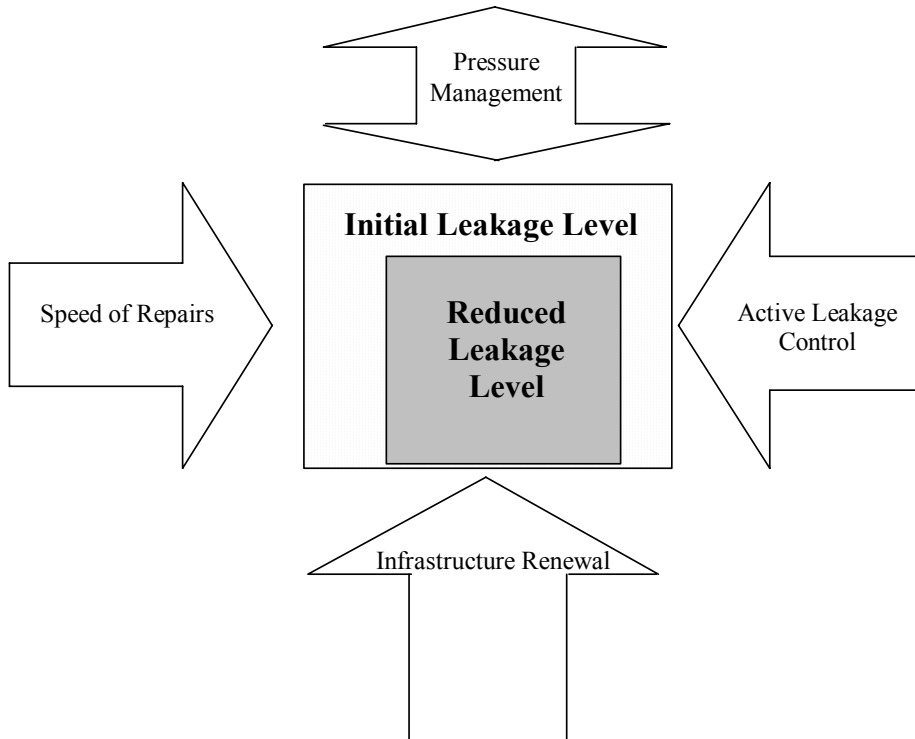 Pressure
Management
Initial Leakage Level
Speed of Repairs
Reduced
Leakage
Level
Active Leakage
Control
Infrastructure Renewal